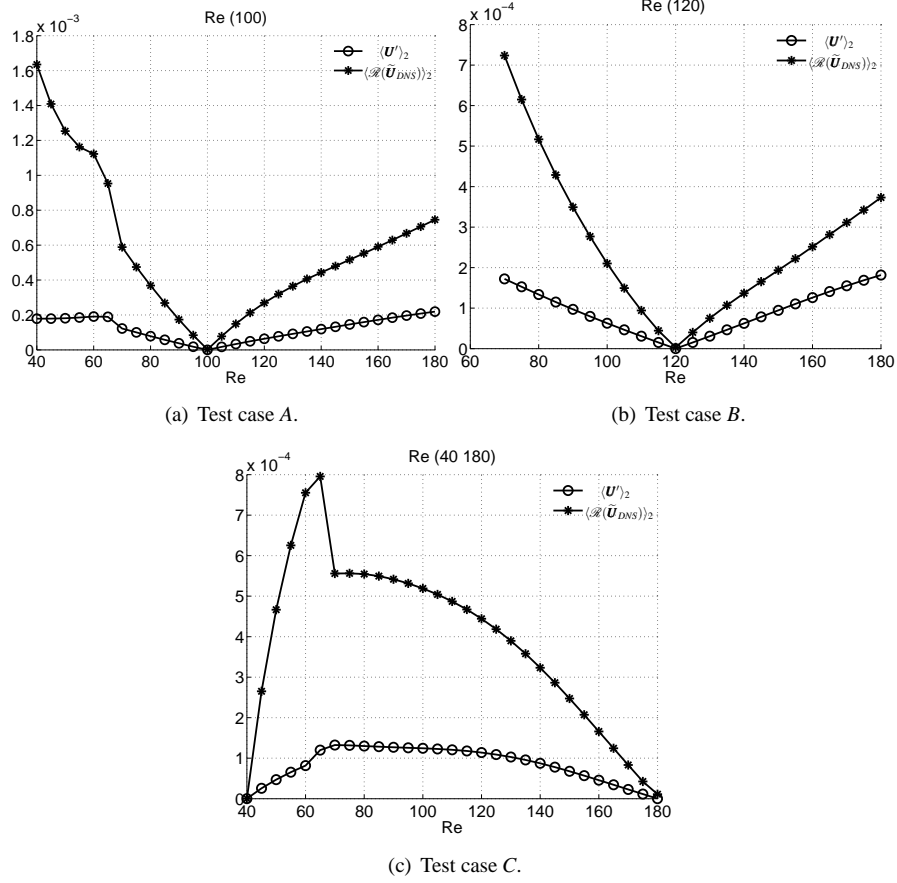 Re (100)
x 10⁻³
1.8
1.6
1.4
1.2
1
0.8
0.6
0.4
0.2
0
40 60 80 100 120 140 160 180
Re
⟨U′⟩₂
⟨ℛ(Ũ_DNS)⟩₂
(a) Test case A.
Re (120)
x 10⁻⁴
8
7
6
5
4
3
2
1
0
60 80 100 120 140 160 180
Re
⟨U′⟩₂
⟨ℛ(Ũ_DNS)⟩₂
(b) Test case B.
Re (40 180)
x 10⁻⁴
8
7
6
5
4
3
2
1
0
40 60 80 100 120 140 160 180
Re
⟨U′⟩₂
⟨ℛ(Ũ_DNS)⟩₂
(c) Test case C.